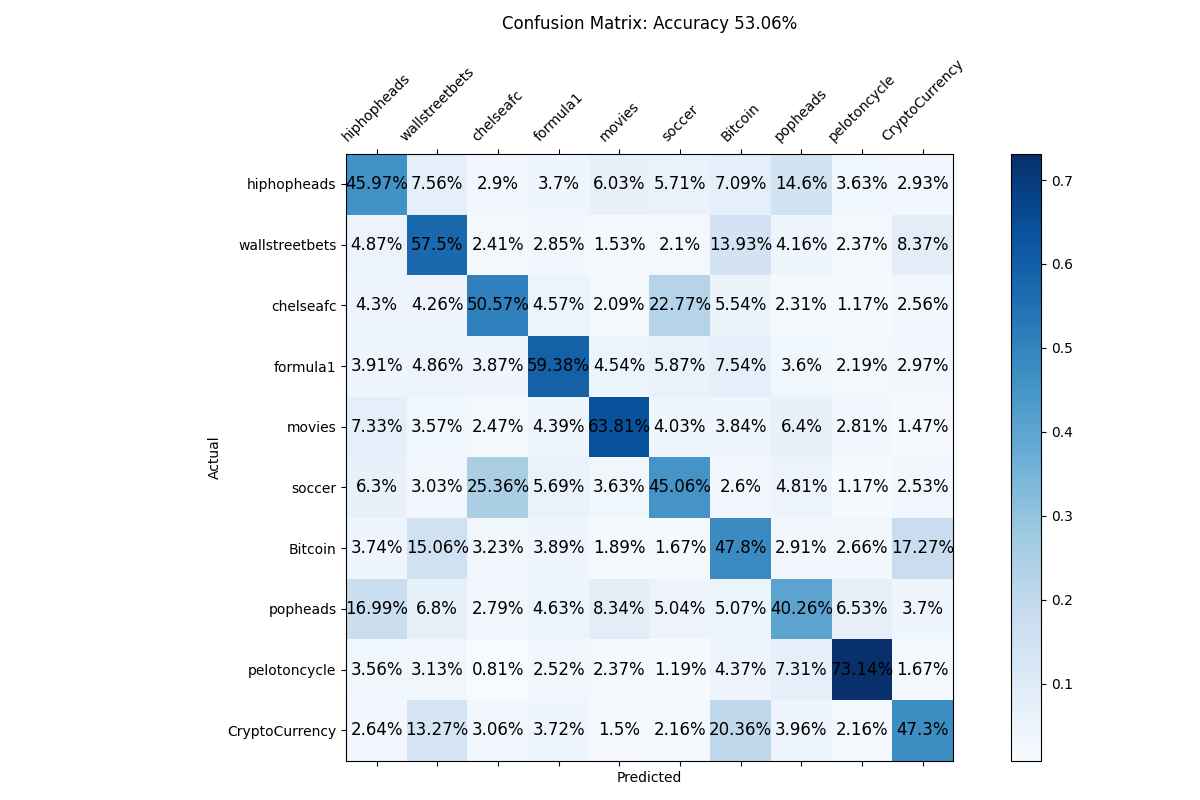 Confusion Matrix: Accuracy 53.06%
hiphopheads wallstreetbets chelseafc formula1 movies soccer Bitcoin popheads pelotoncycle CryptoCurrency
hiphopheads 45.97% 7.56% 2.9% 3.7% 6.03% 5.71% 7.09% 14.6% 3.63% 2.93%
wallstreetbets 4.87% 57.5% 2.41% 2.85% 1.53% 2.1% 13.93% 4.16% 2.37% 8.37%
chelseafc 4.3% 4.26% 50.57% 4.57% 2.09% 22.77% 5.54% 2.31% 1.17% 2.56%
formula1 3.91% 4.86% 3.87% 59.38% 4.54% 5.87% 7.54% 3.6% 2.19% 2.97%
movies 7.33% 3.57% 2.47% 4.39% 63.81% 4.03% 3.84% 6.4% 2.81% 1.47%
soccer 6.3% 3.03% 25.36% 5.69% 3.63% 45.06% 2.6% 4.81% 1.17% 2.53%
Bitcoin 3.74% 15.06% 3.23% 3.89% 1.89% 1.67% 47.8% 2.91% 2.66% 17.27%
popheads 16.99% 6.8% 2.79% 4.63% 8.34% 5.04% 5.07% 40.26% 6.53% 3.7%
pelotoncycle 3.56% 3.13% 0.81% 2.52% 2.37% 1.19% 4.37% 7.31% 73.14% 1.67%
CryptoCurrency 2.64% 13.27% 3.06% 3.72% 1.5% 2.16% 20.36% 3.96% 2.16% 47.3%
Actual
Predicted
0.7
0.6
0.5
0.4
0.3
0.2
0.1